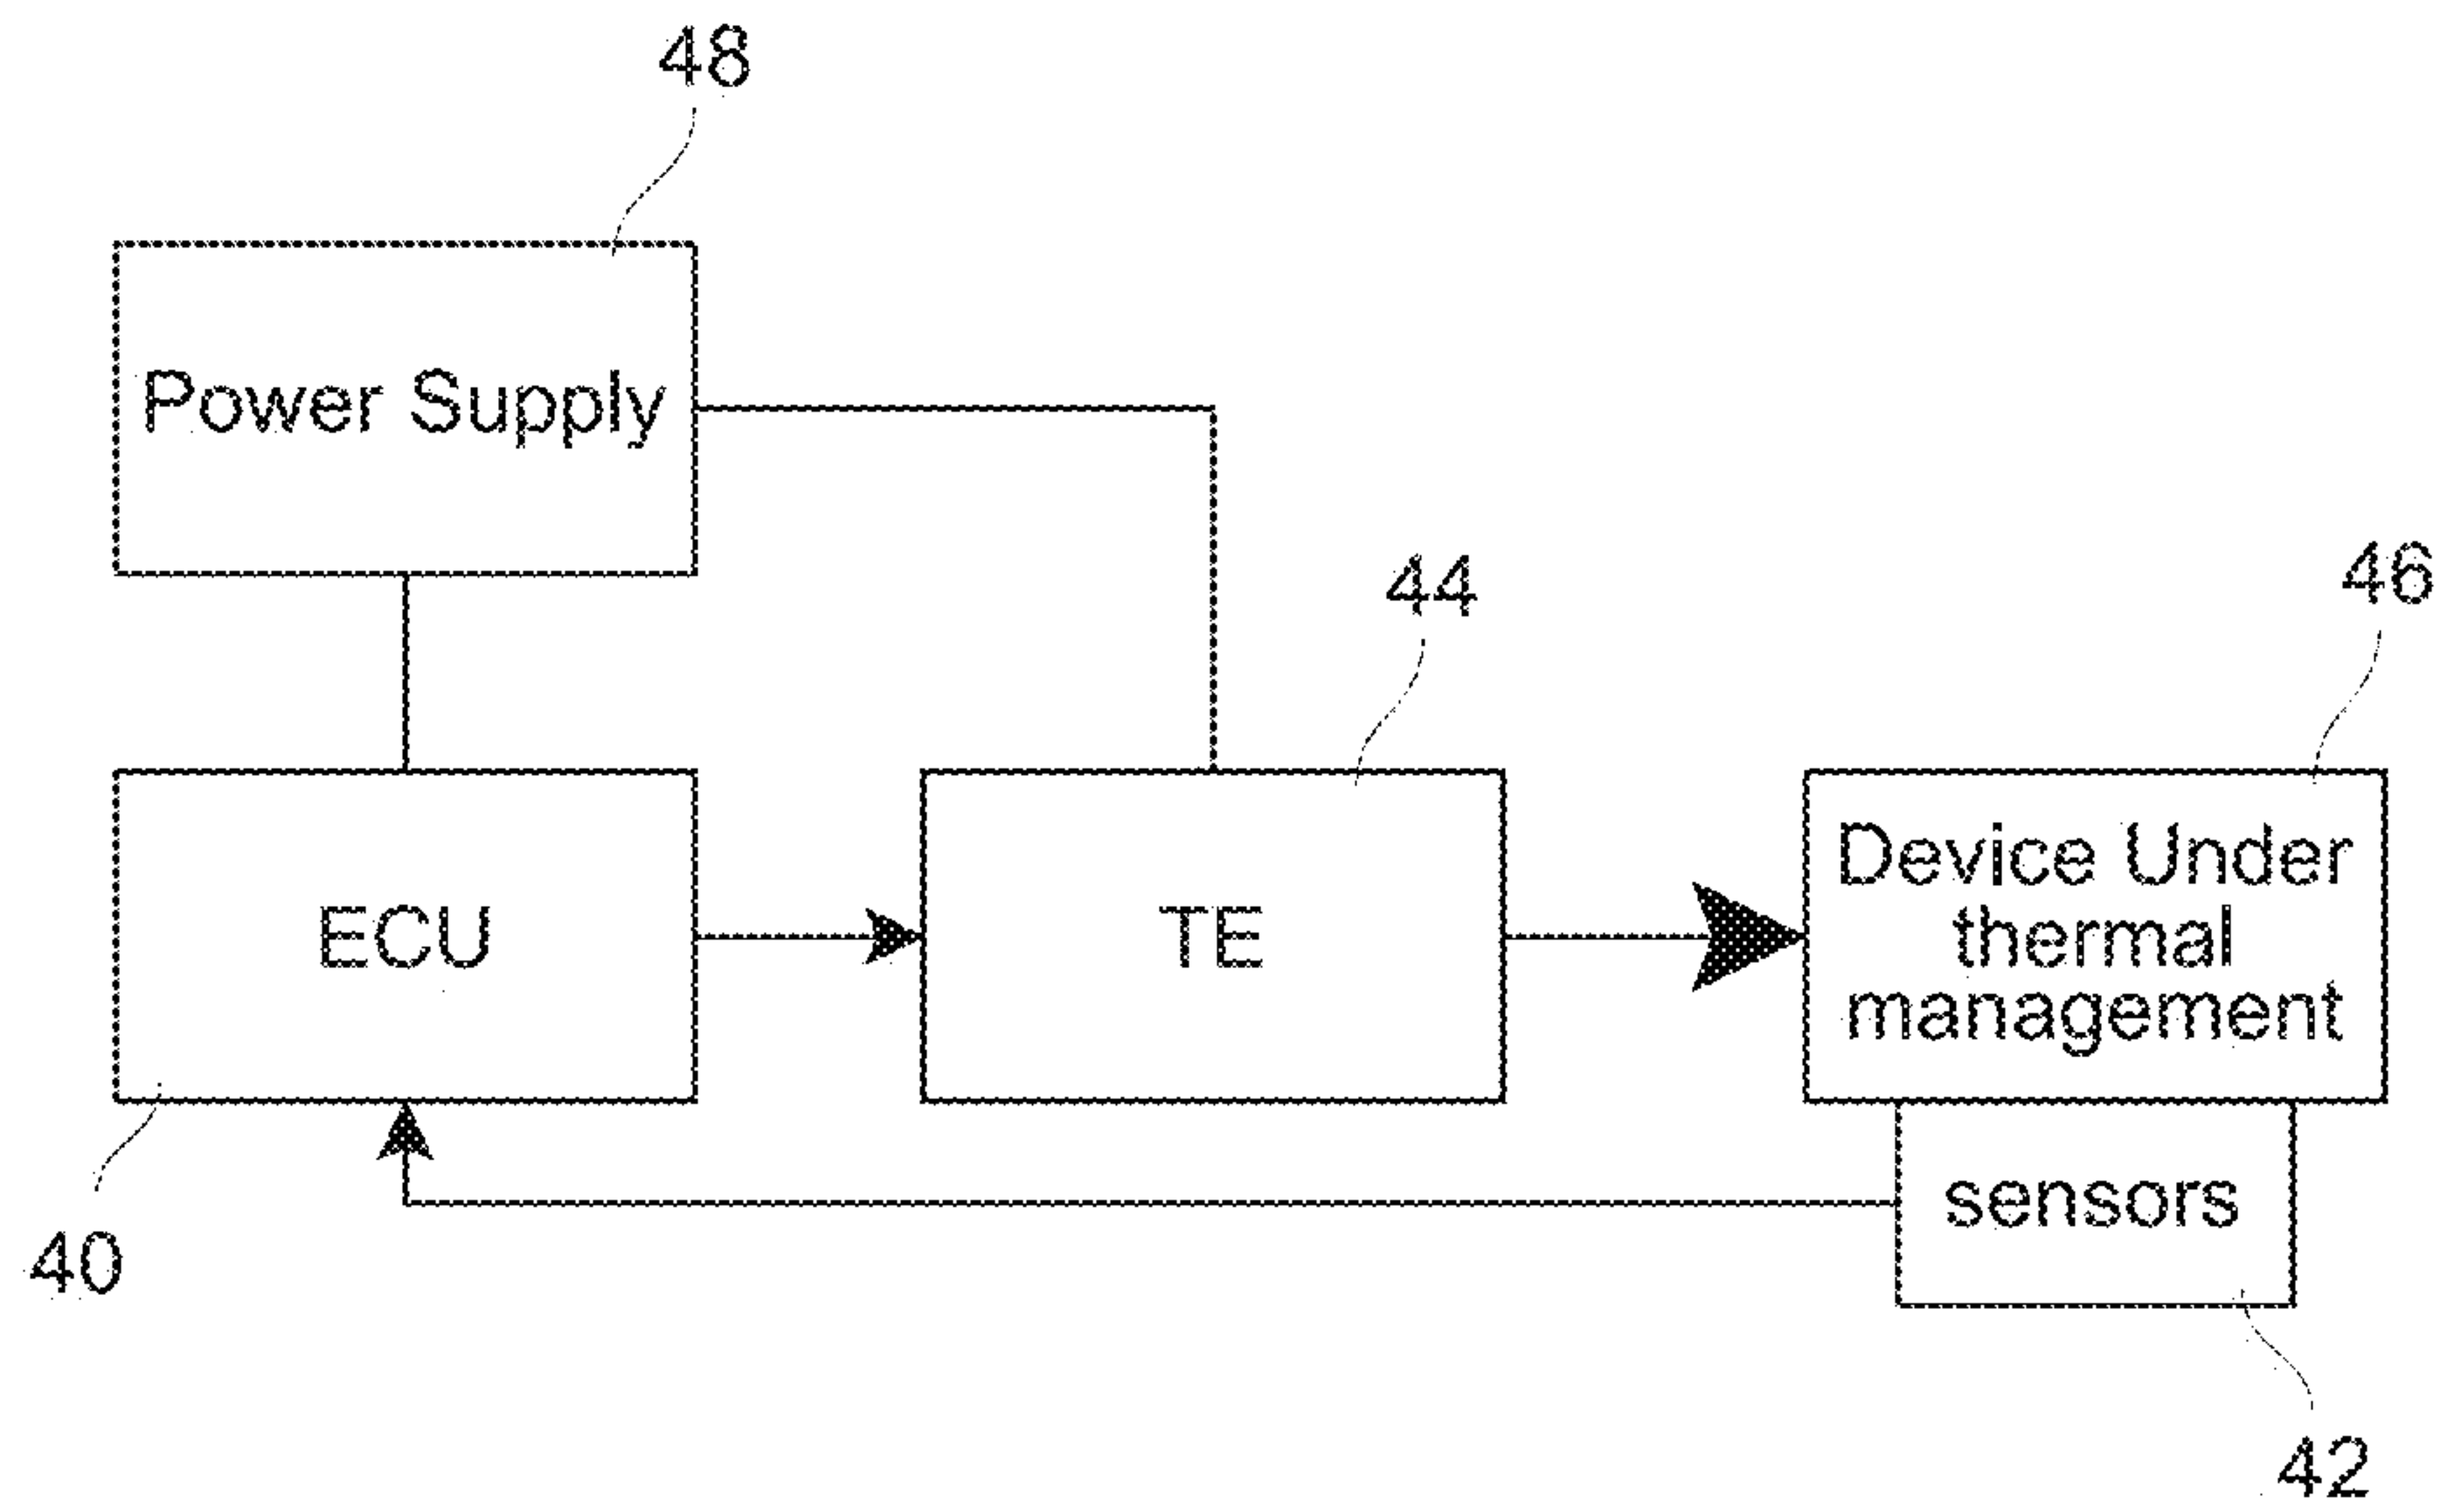 48
Power Supply
44
46
ECU
TE
Device Under
thermal
management
sensors
40
42